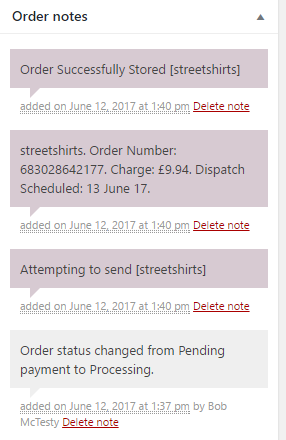 Order notes
Order Successfully Stored [streetshirts]
added on June 12, 2017 at 1:40 pm Delete note
streetshirts. Order Number:
683028642177. Charge: £9.94. Dispatch
Scheduled: 13 June 17.
added on June 12, 2017 at 1:40 pm Delete note
Attempting to send [streetshirts]
added on June 12, 2017 at 1:40 pm Delete note
Order status changed from Pending
payment to Processing.
added on June 12, 2017 at 1:37 pm by Bob
McTesty Delete note